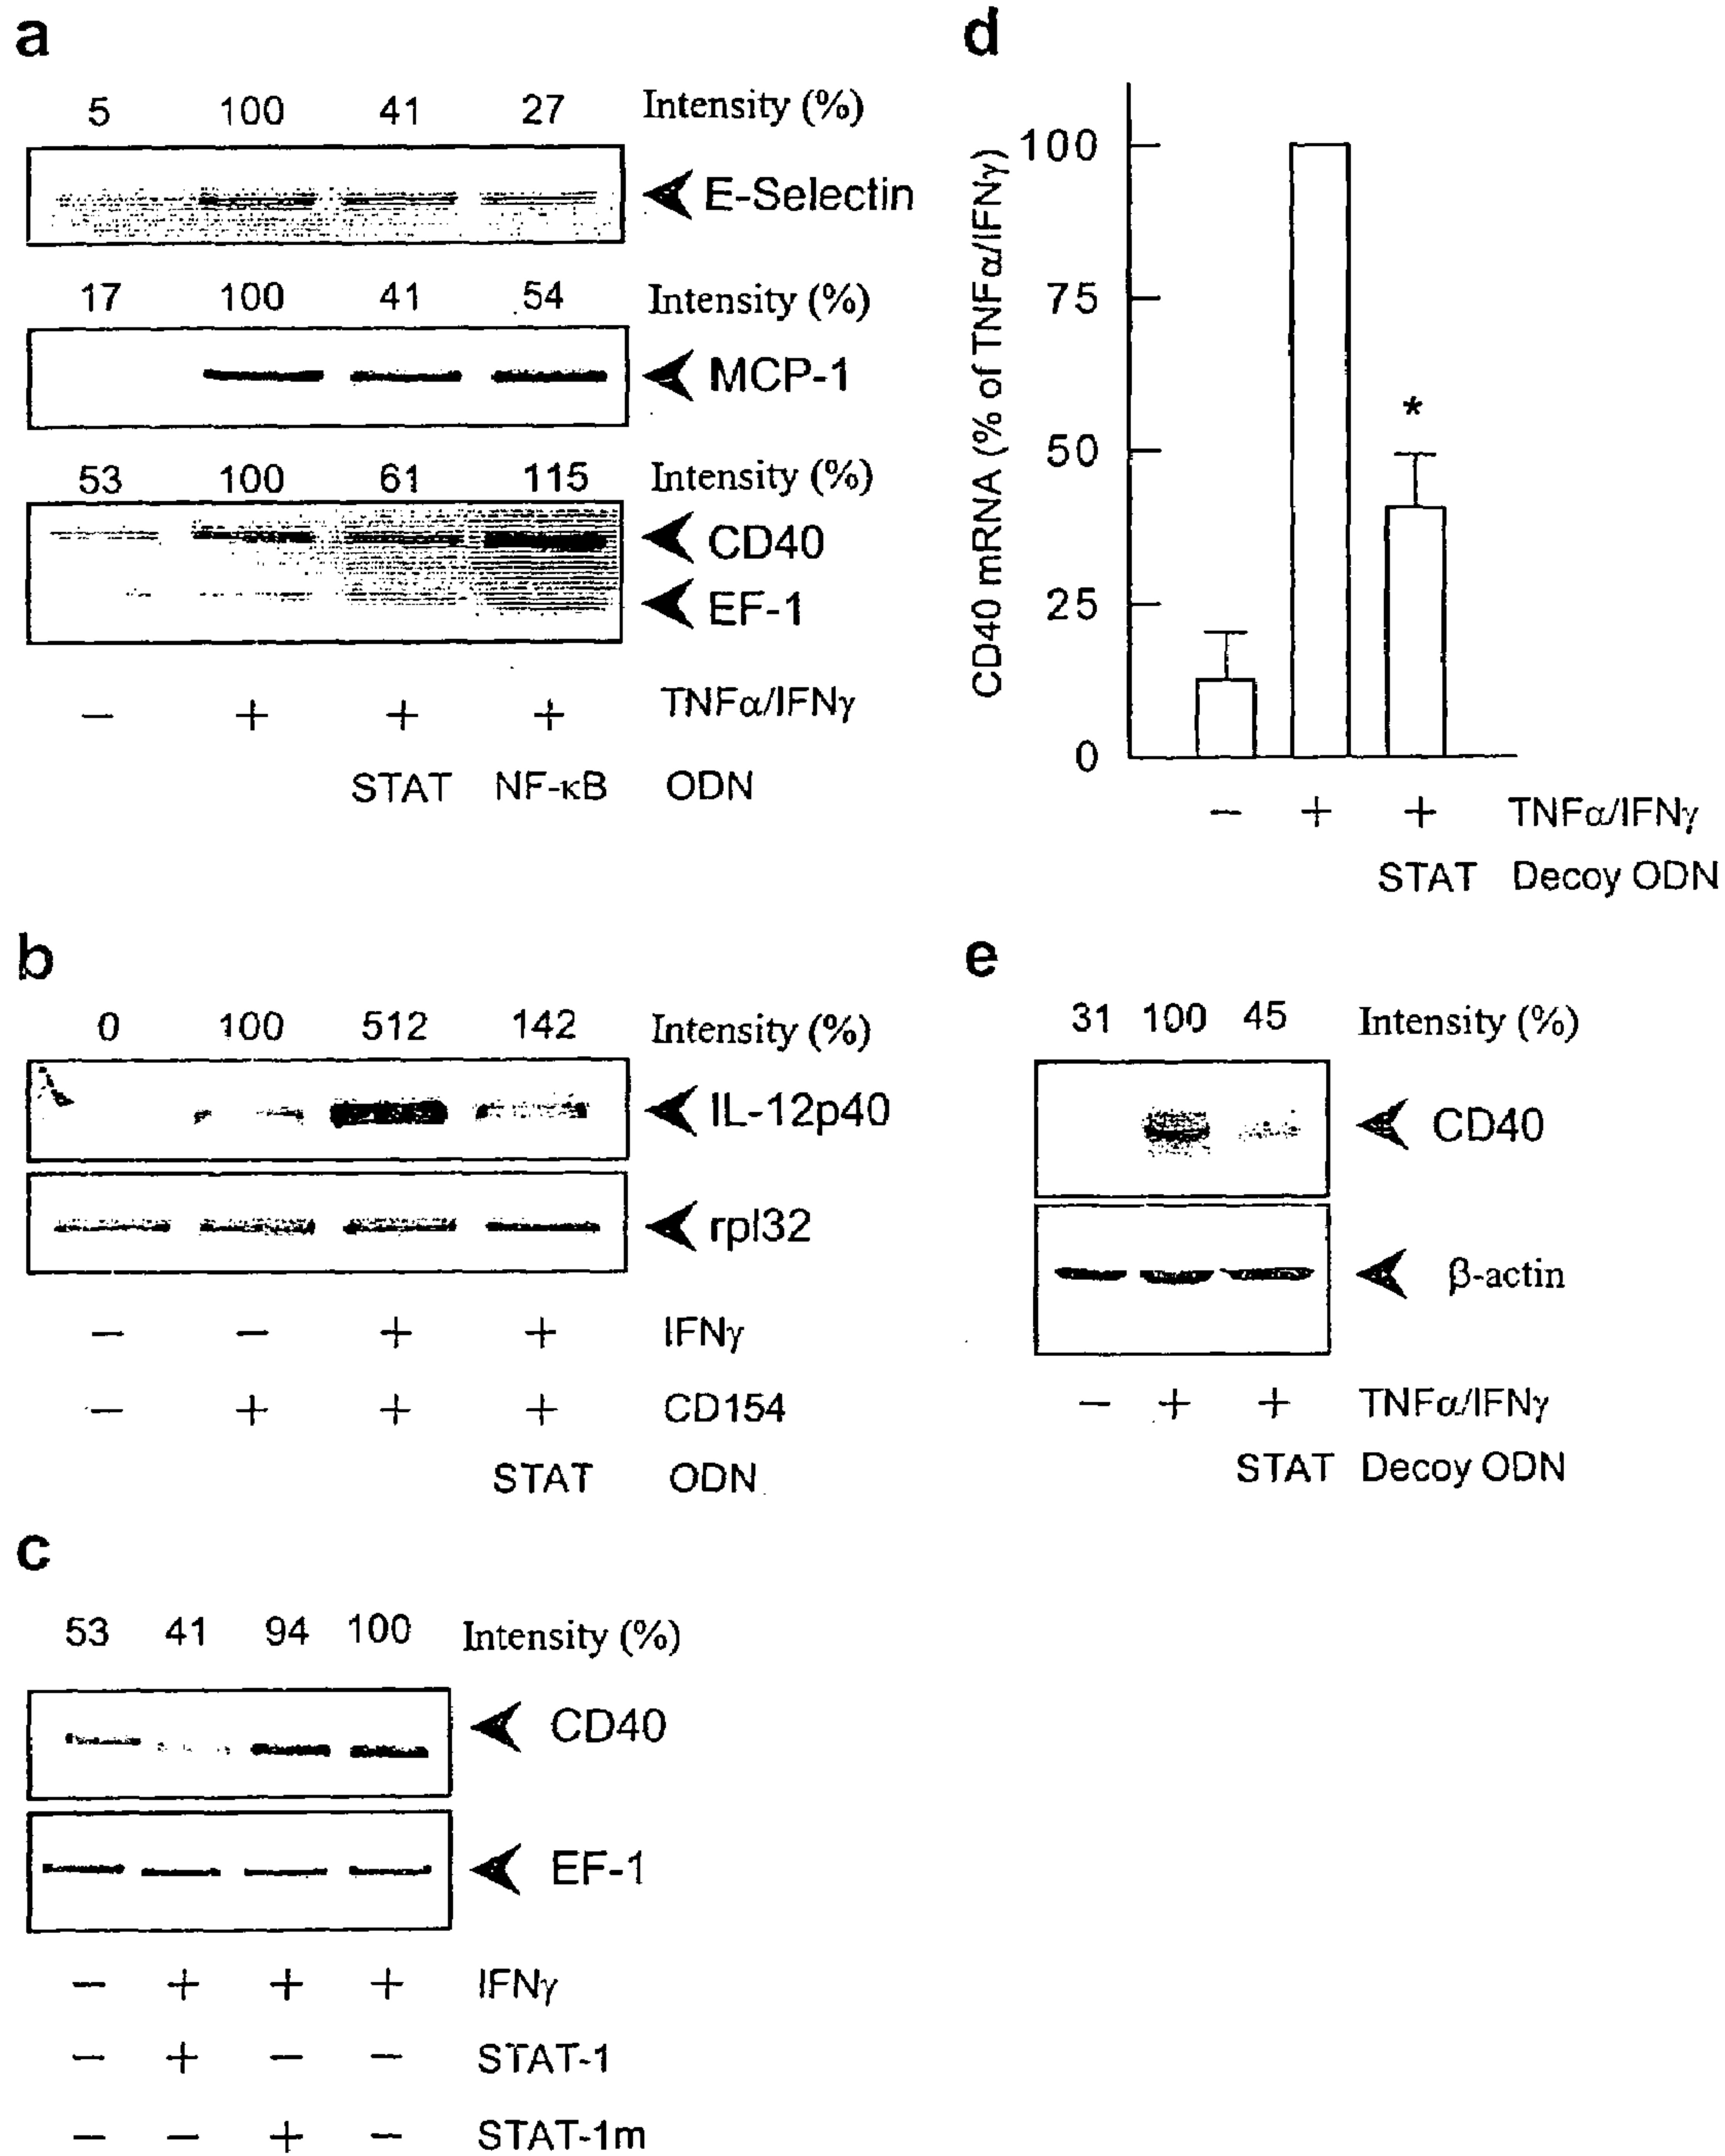 a
5 100 41 27 Intensity (%)
E-Selectin
17 100 41 54 Intensity (%)
MCP-1
53 100 61 115 Intensity (%)
CD40
EF-1
− + + + TNFα/IFNγ
STAT NF-κB ODN
b
0 100 512 142 Intensity (%)
IL-12p40
rpl32
− − + + IFNγ
− + + + CD154
STAT ODN
c
53 41 94 100 Intensity (%)
CD40
EF-1
− + + + IFNγ
− + − − STAT-1
− − + − STAT-1m
d
CD40 mRNA (% of TNFα/IFNγ)
100
75
50
25
0
*
− + + TNFα/IFNγ
STAT Decoy ODN
e
31 100 45 Intensity (%)
CD40
β-actin
− + + TNFα/IFNγ
STAT Decoy ODN